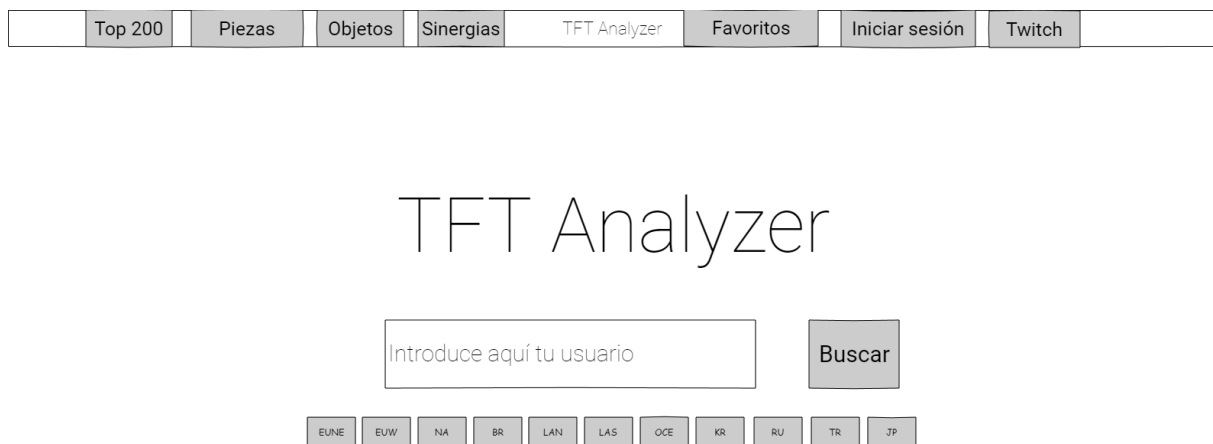 Top 200 Piezas Objetos Sinergias TFT Analyzer Favoritos Iniciar sesión Twitch
TFT Analyzer
Introduce aquí tu usuario Buscar
EUNE EUW NA BR LAN LAS OCE KR RU TR JP